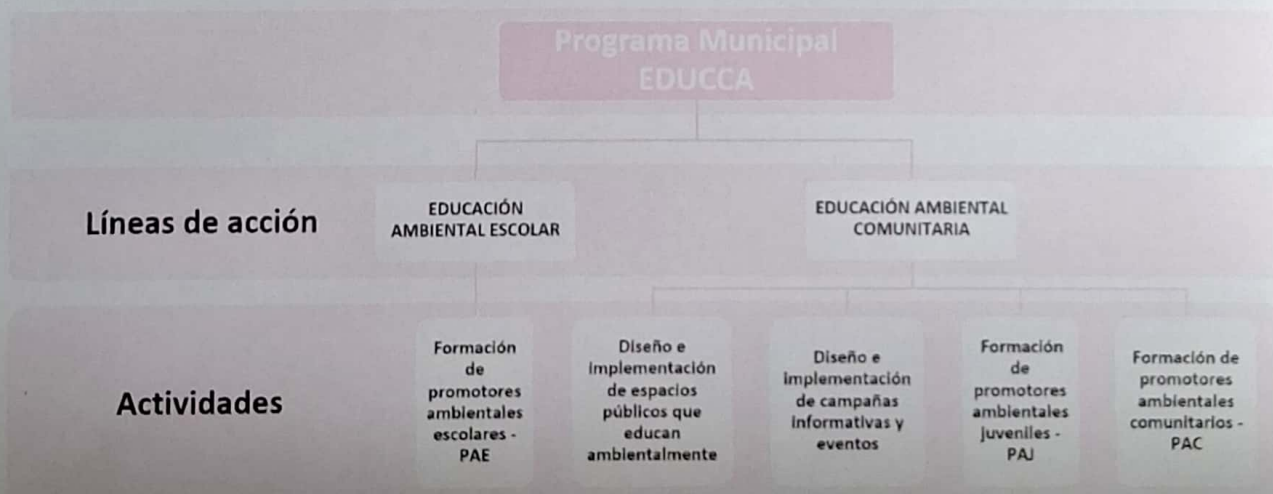 Programa Municipal
EDUCCA
Líneas de acción
EDUCACIÓN
AMBIENTAL ESCOLAR
EDUCACIÓN AMBIENTAL
COMUNITARIA
Actividades
Formación
de
promotores
ambientales
escolares -
PAE
Diseño e
implementación
de espacios
públicos que
educan
ambientalmente
Diseño e
implementación
de campañas
informativas y
eventos
Formación
de
promotores
ambientales
juveniles -
PAJ
Formación de
promotores
ambientales
comunitarios -
PAC